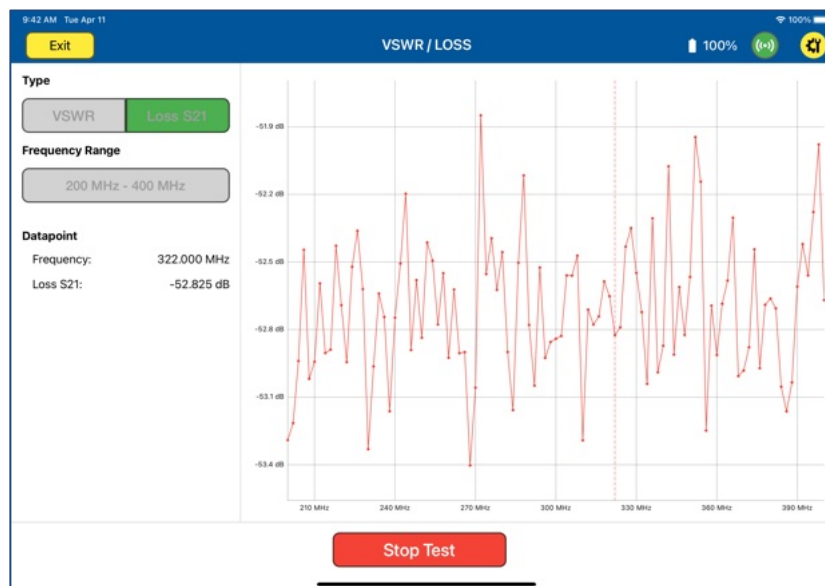 9:42 AM Tue Apr 11
100%
Exit
VSWR / LOSS
100%
Type
VSWR
Loss S21
Frequency Range
200 MHz - 400 MHz
Datapoint
Frequency: 322.000 MHz
Loss S21: -52.825 dB
-51.9 dB
-52.2 dB
-52.5 dB
-52.8 dB
-53.1 dB
-53.4 dB
210 MHz 240 MHz 270 MHz 300 MHz 330 MHz 360 MHz 390 MHz
Stop Test